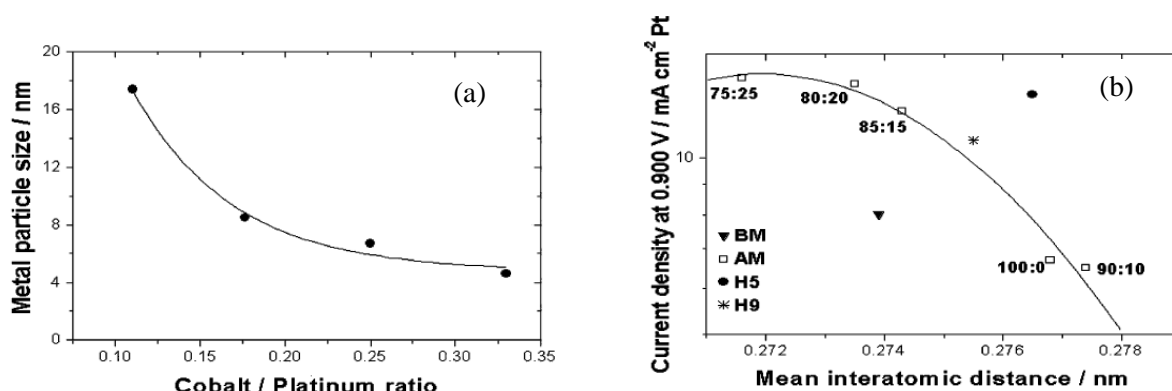 Metal particle size / nm
20
16
12
8
4
0
(a)
0.10 0.15 0.20 0.25 0.30 0.35
Cobalt / Platinum ratio
Current density at 0.900 V / mA cm-2 Pt
10
(b)
75:25
80:20
85:15
100:0
90:10
BM
AM
H5
H9
0.272 0.274 0.276 0.278
Mean interatomic distance / nm